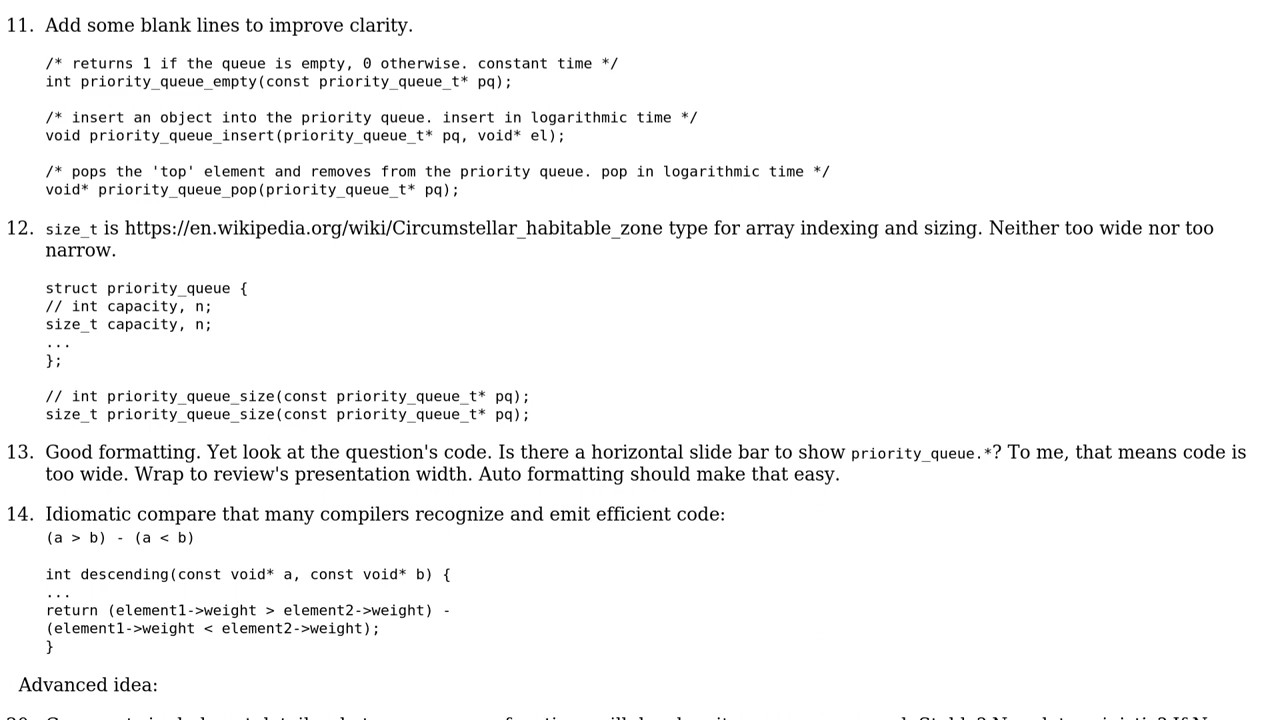 11. Add some blank lines to improve clarity.
/* returns 1 if the queue is empty, 0 otherwise. constant time */
int priority_queue_empty(const priority_queue_t* pq);
/* insert an object into the priority queue. insert in logarithmic time */
void priority_queue_insert(priority_queue_t* pq, void* el);
/* pops the 'top' element and removes from the priority queue. pop in logarithmic time */
void* priority_queue_pop(priority_queue_t* pq);
12. size_t is https://en.wikipedia.org/wiki/Circumstellar_habitable_zone type for array indexing and sizing. Neither too wide nor too
narrow.
struct priority_queue {
// int capacity, n;
size_t capacity, n;
...
};
// int priority_queue_size(const priority_queue_t* pq);
size_t priority_queue_size(const priority_queue_t* pq);
13. Good formatting. Yet look at the question's code. Is there a horizontal slide bar to show priority_queue.*? To me, that means code is
too wide. Wrap to review's presentation width. Auto formatting should make that easy.
14. Idiomatic compare that many compilers recognize and emit efficient code:
(a > b) - (a < b)
int descending(const void* a, const void* b) {
...
return (element1->weight > element2->weight) -
(element1->weight < element2->weight);
}
Advanced idea: